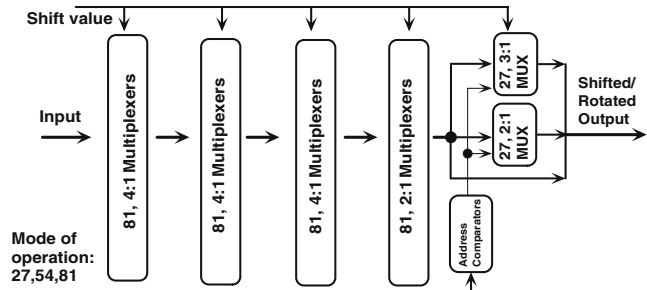 Shift value
Input
81, 4:1 Multiplexers
81, 4:1 Multiplexers
81, 4:1 Multiplexers
81, 2:1 Multiplexers
27, 3:1
MUX
27, 2:1
MUX
Address
Comparators
Shifted/
Rotated
Output
Mode of
operation:
27,54,81